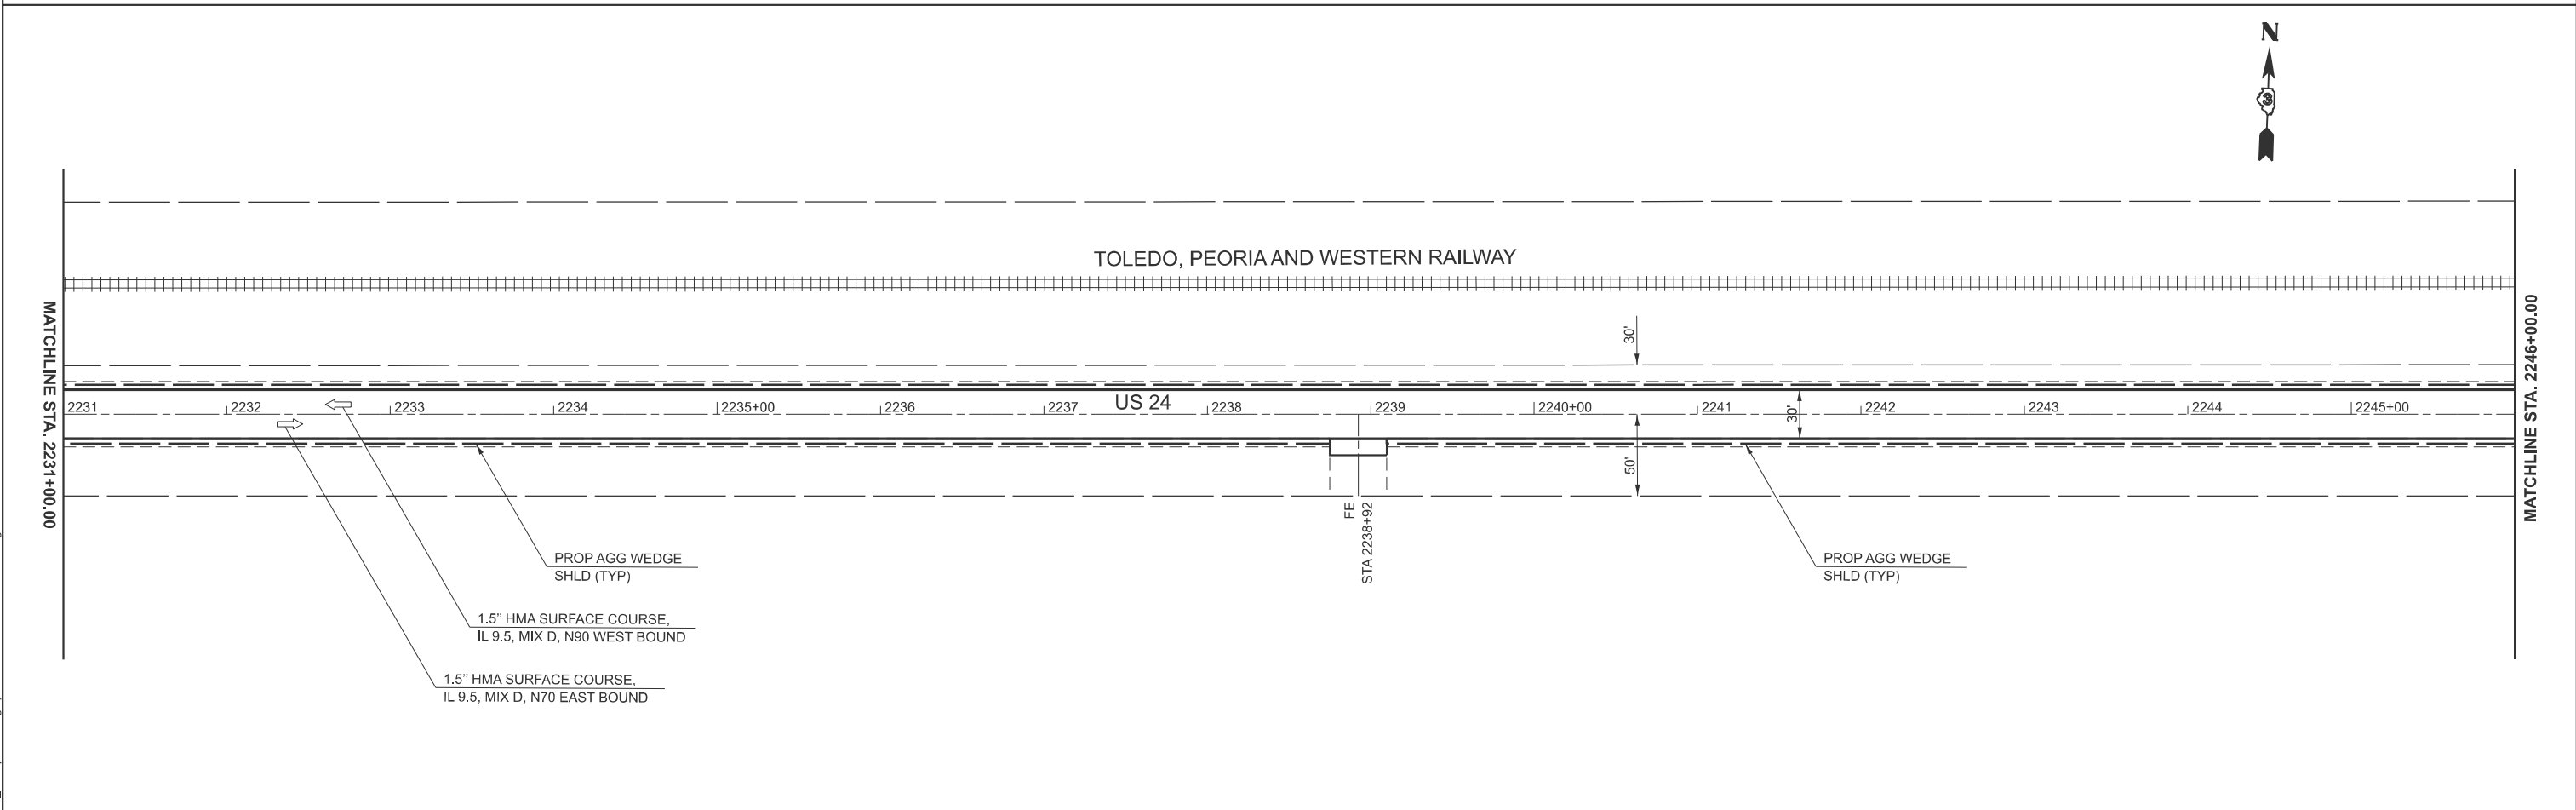 N
3
TOLEDO, PEORIA AND WESTERN RAILWAY
MATCHLINE STA. 2231+00.00
MATCHLINE STA. 2246+00.00
30'
2231
2232
2233
2234
2235+00
2236
2237
US 24
2238
2239
2240+00
2241
30'
2242
2243
2244
2245+00
50'
FE
STA 2238+92
PROP AGG WEDGE
SHLD (TYP)
PROP AGG WEDGE
SHLD (TYP)
1.5" HMA SURFACE COURSE,
IL 9.5, MIX D, N90 WEST BOUND
1.5" HMA SURFACE COURSE,
IL 9.5, MIX D, N70 EAST BOUND